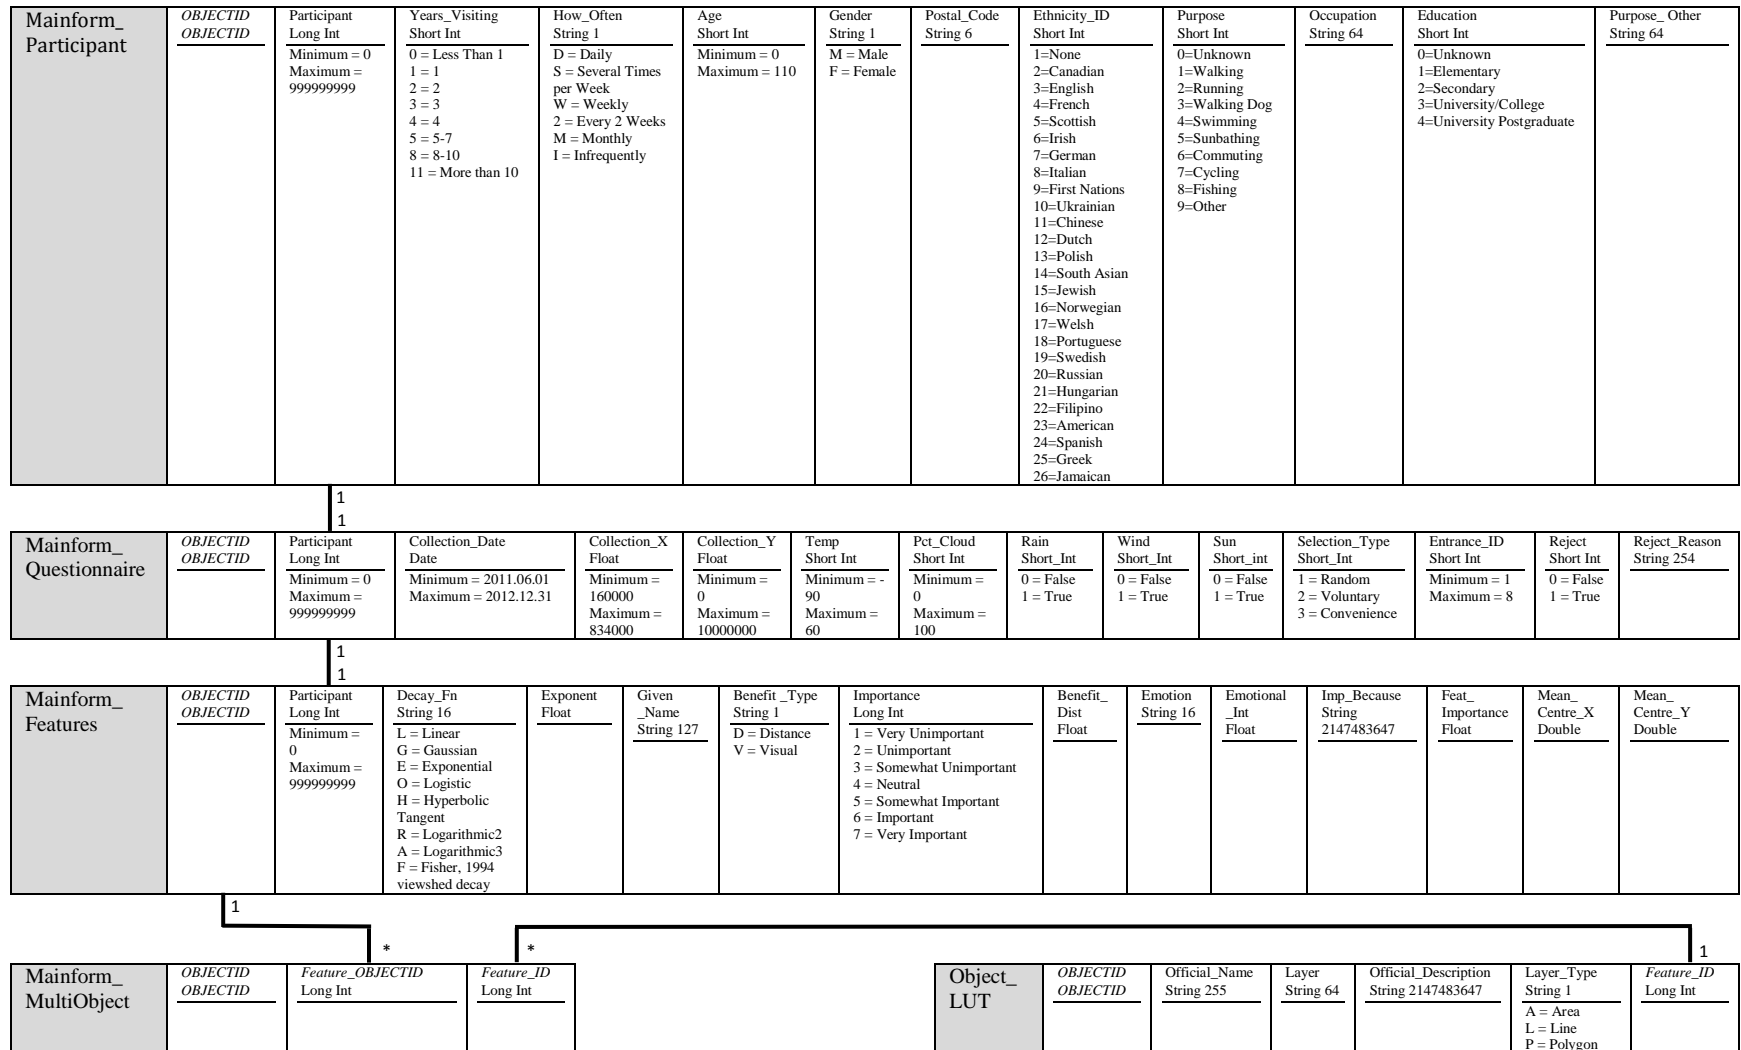 Mainform_
Participant
OBJECTID
OBJECTID
Participant
Long Int
Minimum = 0
Maximum =
999999999
Years_Visiting
Short Int
0 = Less Than 1
1 = 1
2 = 2
3 = 3
4 = 4
5 = 5-7
8 = 8-10
11 = More than 10
How_Often
String 1
D = Daily
S = Several Times
per Week
W = Weekly
2 = Every 2 Weeks
M = Monthly
I = Infrequently
Age
Short Int
Minimum = 0
Maximum = 110
Gender
String 1
M = Male
F = Female
Postal_Code
String 6
Ethnicity_ID
Short Int
1=None
2=Canadian
3=English
4=French
5=Scottish
6=Irish
7=German
8=Italian
9=First Nations
10=Ukrainian
11=Chinese
12=Dutch
13=Polish
14=South Asian
15=Jewish
16=Norwegian
17=Welsh
18=Portuguese
19=Swedish
20=Russian
21=Hungarian
22=Filipino
23=American
24=Spanish
25=Greek
26=Jamaican
Purpose
Short Int
0=Unknown
1=Walking
2=Running
3=Walking Dog
4=Swimming
5=Sunbathing
6=Commuting
7=Cycling
8=Fishing
9=Other
Occupation
String 64
Education
Short Int
0=Unknown
1=Elementary
2=Secondary
3=University/College
4=University Postgraduate
Purpose_ Other
String 64
1
1
Mainform_
Questionnaire
OBJECTID
OBJECTID
Participant
Long Int
Minimum = 0
Maximum =
999999999
Collection_Date
Date
Minimum = 2011.06.01
Maximum = 2012.12.31
Collection_X
Float
Minimum =
160000
Maximum =
834000
Collection_Y
Float
Minimum =
0
Maximum =
10000000
Temp
Short Int
Minimum = -
90
Maximum =
60
Pct_Cloud
Short Int
Minimum =
0
Maximum =
100
Rain
Short_Int
0 = False
1 = True
Wind
Short_Int
0 = False
1 = True
Sun
Short_int
0 = False
1 = True
Selection_Type
Short_Int
1 = Random
2 = Voluntary
3 = Convenience
Entrance_ID
Short Int
Minimum = 1
Maximum = 8
Reject
Short Int
0 = False
1 = True
Reject_Reason
String 254
1
1
Mainform_
Features
OBJECTID
OBJECTID
Participant
Long Int
Minimum =
0
Maximum =
999999999
Decay_Fn
String 16
L = Linear
G = Gaussian
E = Exponential
O = Logistic
H = Hyperbolic
Tangent
R = Logarithmic2
A = Logarithmic3
F = Fisher, 1994
viewshed decay
Exponent
Float
Given
_Name
String 127
Benefit _Type
String 1
D = Distance
V = Visual
Importance
Long Int
1 = Very Unimportant
2 = Unimportant
3 = Somewhat Unimportant
4 = Neutral
5 = Somewhat Important
6 = Important
7 = Very Important
Benefit_
Dist
Float
Emotion
String 16
Emotional
_Int
Float
Imp_Because
String
2147483647
Feat_
Importance
Float
Mean_
Centre_X
Double
Mean_
Centre_Y
Double
1
*
*
1
Mainform_
MultiObject
OBJECTID
OBJECTID
Feature_OBJECTID
Long Int
Feature_ID
Long Int
Object_
LUT
OBJECTID
OBJECTID
Official_Name
String 255
Layer
String 64
Official_Description
String 2147483647
Layer_Type
String 1
A = Area
L = Line
P = Polygon
Feature_ID
Long Int